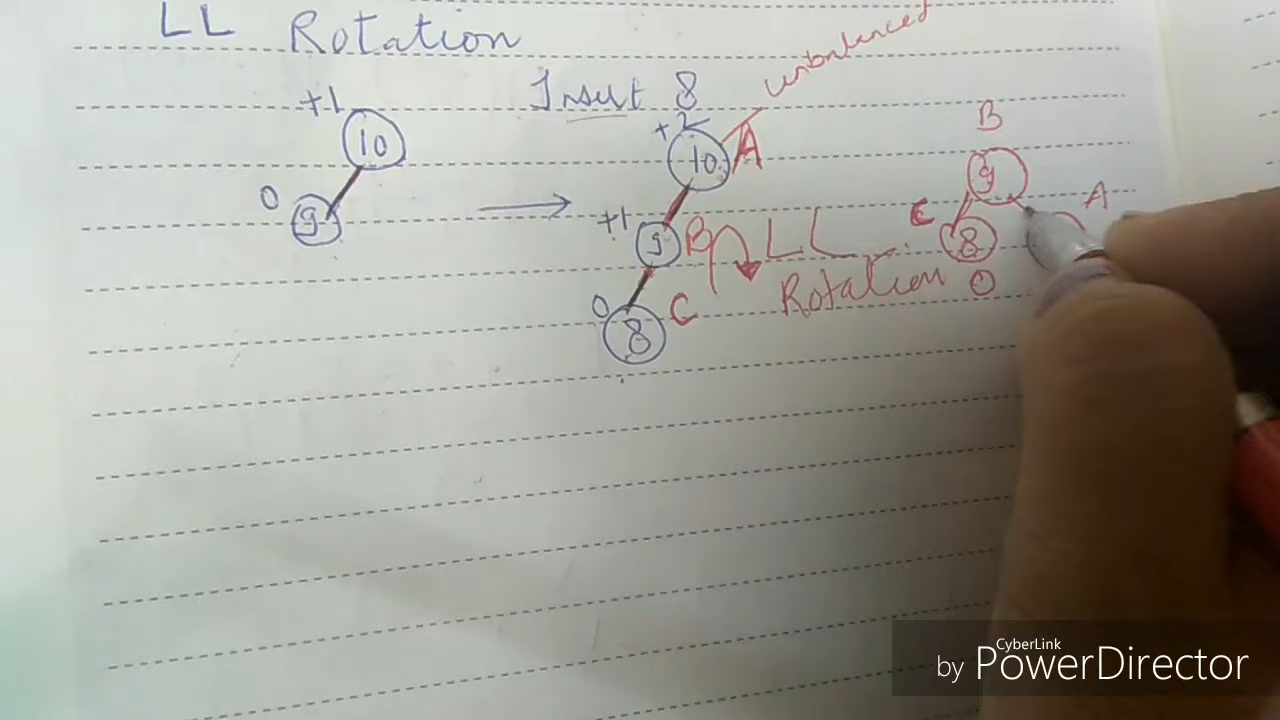 LL Rotation
Insert 8
unbalanced
+1
10
0
9
+2
10 A
+1
9 B
0
8 C
LL
Rotation
B
9
A
C
8
0
CyberLink
by PowerDirector